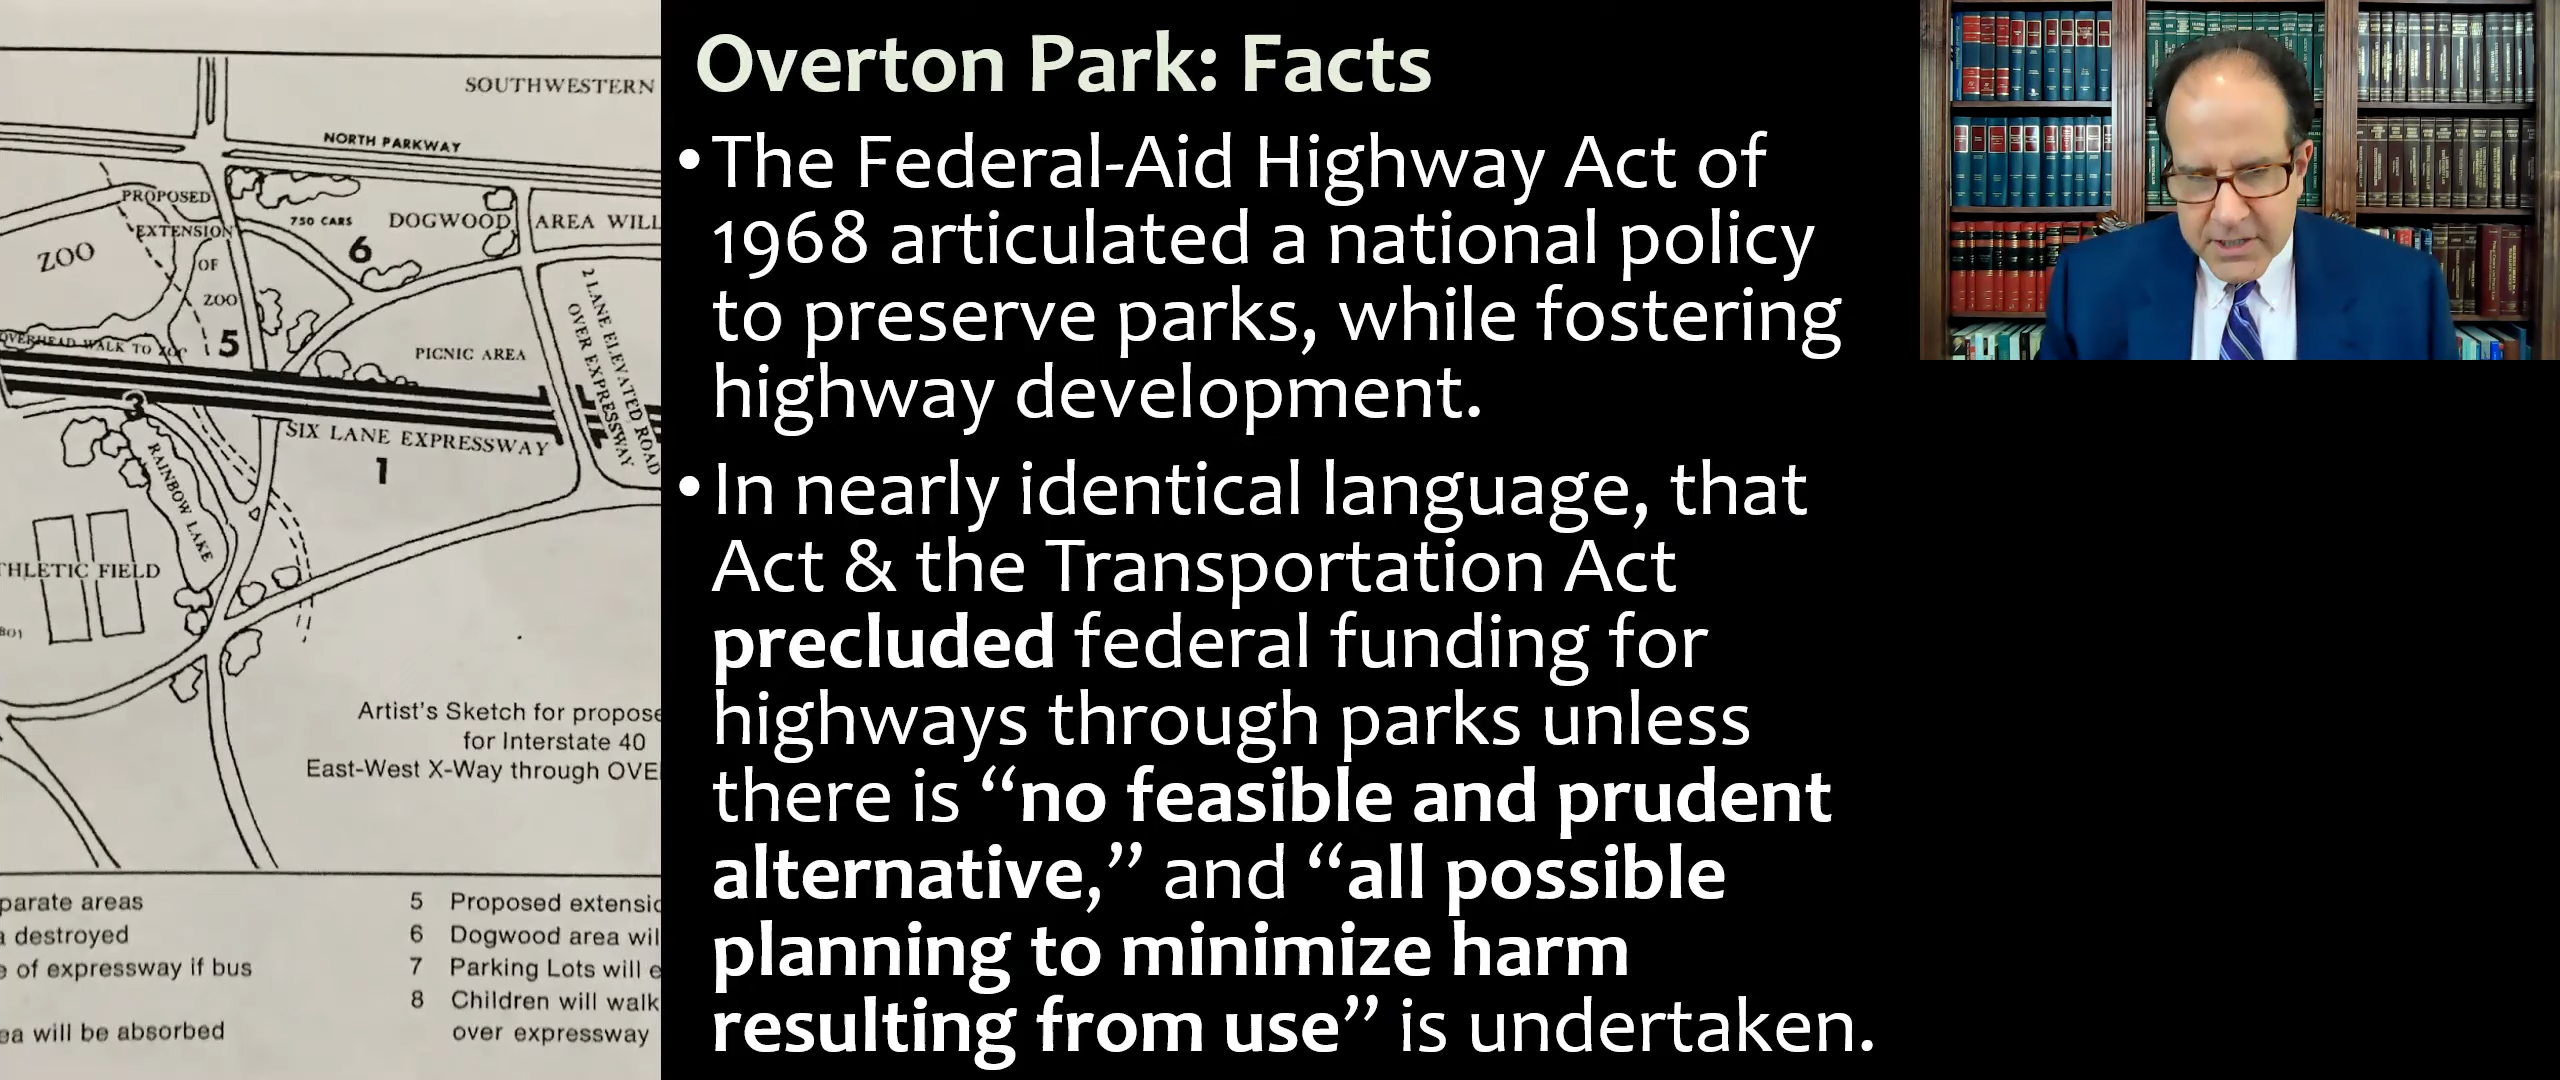 SOUTHWESTERN
NORTH PARKWAY
PROPOSED
EXTENSION
OF
ZOO
5
ZOO
750 CARS
6
DOGWOOD
AREA WILL
2 LANE ELEVATED ROAD
OVER EXPRESSWAY
PICNIC AREA
OVERHEAD WALK TO ZOO
3
SIX LANE EXPRESSWAY
1
RAINBOW LAKE
THLETIC FIELD
Artist's Sketch for propose
for Interstate 40
East-West X-Way through OVE
parate areas
a destroyed
e of expressway if bus
ea will be absorbed
5 Proposed extensio
6 Dogwood area wil
7 Parking Lots will e
8 Children will walk
over expressway
Overton Park: Facts
• The Federal-Aid Highway Act of
1968 articulated a national policy
to preserve parks, while fostering
highway development.
• In nearly identical language, that
Act & the Transportation Act
precluded federal funding for
highways through parks unless
there is “no feasible and prudent
alternative,” and “all possible
planning to minimize harm
resulting from use” is undertaken.